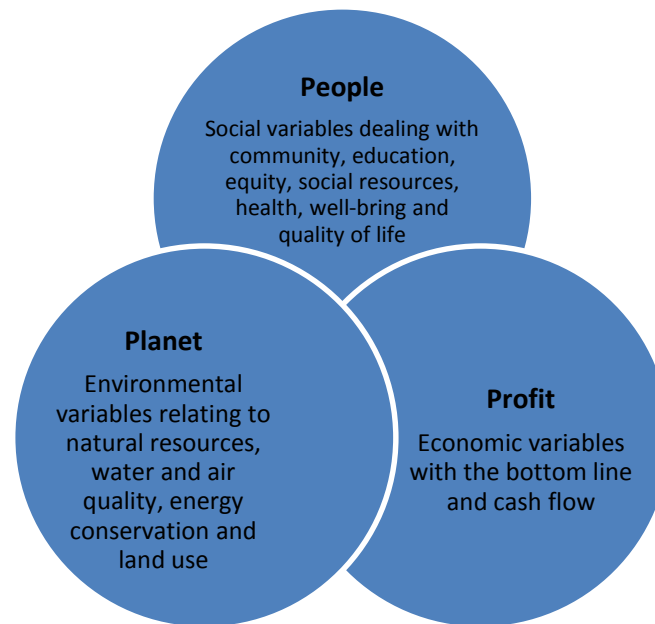 People
Social variables dealing with
community, education,
equity, social resources,
health, well-bring and
quality of life
Planet
Environmental
variables relating to
natural resources,
water and air
quality, energy
conservation and
land use
Profit
Economic variables
with the bottom line
and cash flow